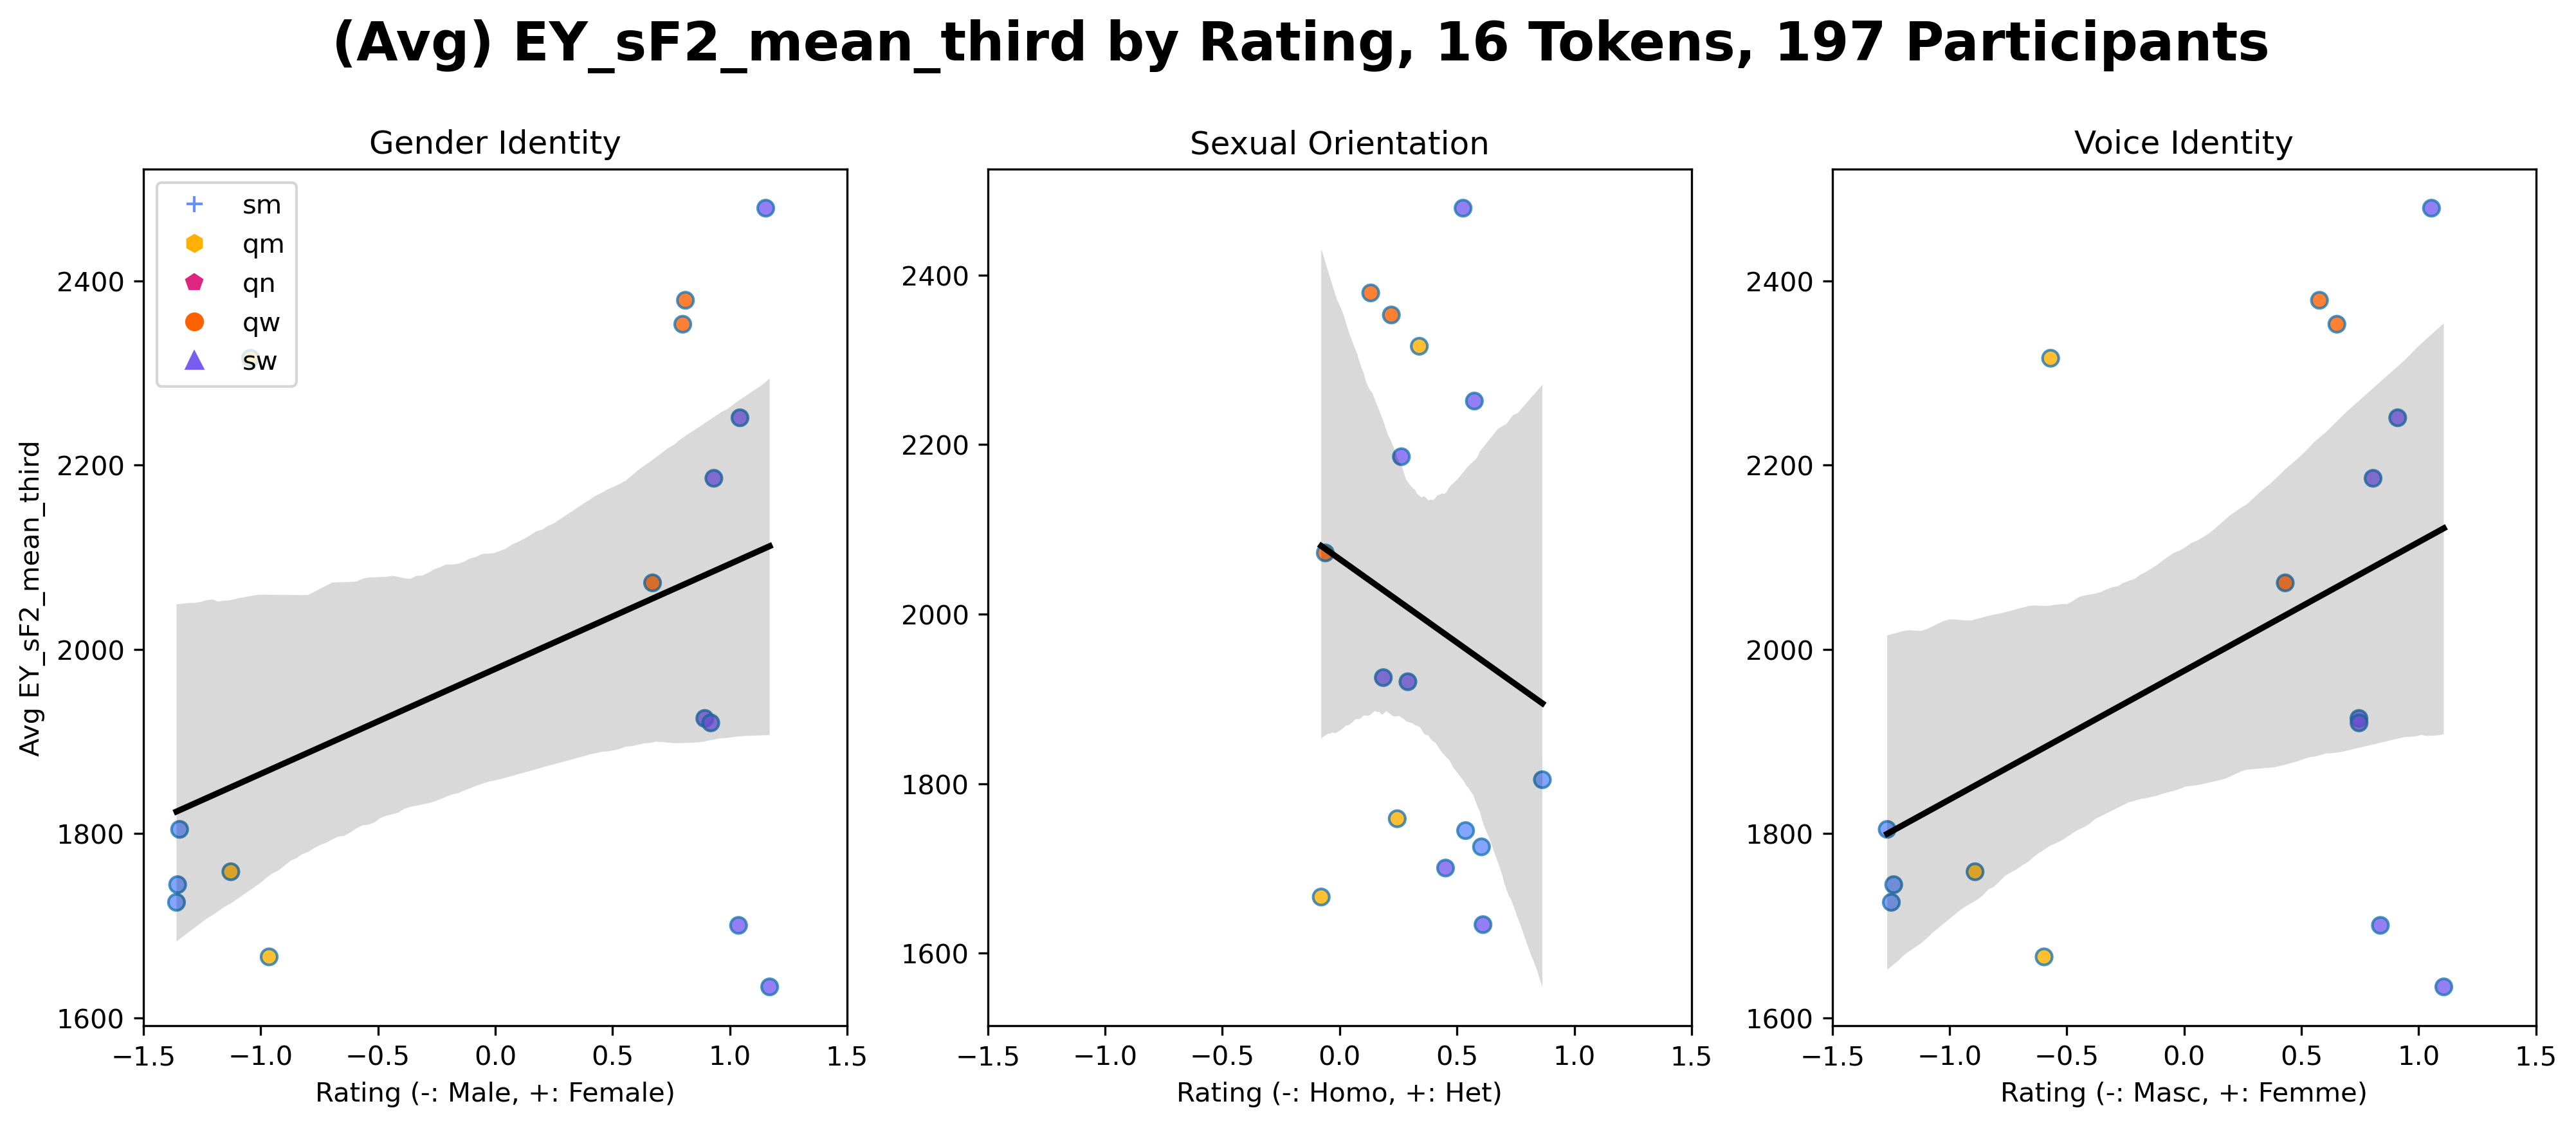 (Avg) EY_sF2_mean_third by Rating, 16 Tokens, 197 Participants
Gender Identity
Sexual Orientation
Voice Identity
sm
qm
qn
qw
sw
Avg EY_sF2_mean_third
2400
2200
2000
1800
1600
−1.5 −1.0 −0.5 0.0 0.5 1.0 1.5
Rating (-: Male, +: Female)
2400
2200
2000
1800
1600
−1.5 −1.0 −0.5 0.0 0.5 1.0 1.5
Rating (-: Homo, +: Het)
2400
2200
2000
1800
1600
−1.5 −1.0 −0.5 0.0 0.5 1.0 1.5
Rating (-: Masc, +: Femme)